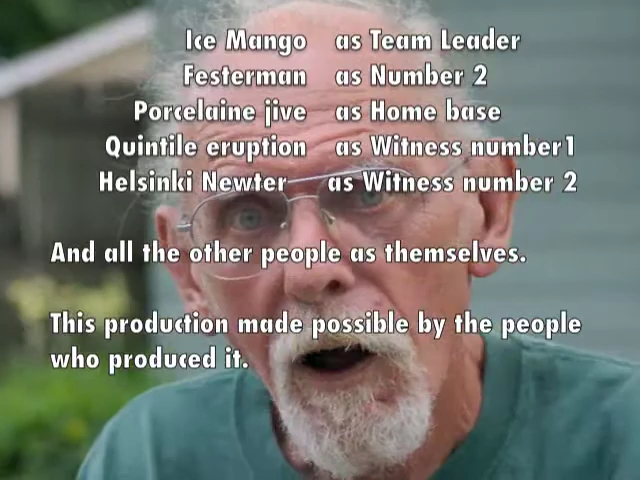 Ice Mango as Team Leader
Festerman as Number 2
Porcelaine jive as Home base
Quintile eruption as Witness number1
Helsinki Newter as Witness number 2
And all the other people as themselves.
This production made possible by the people
who produced it.